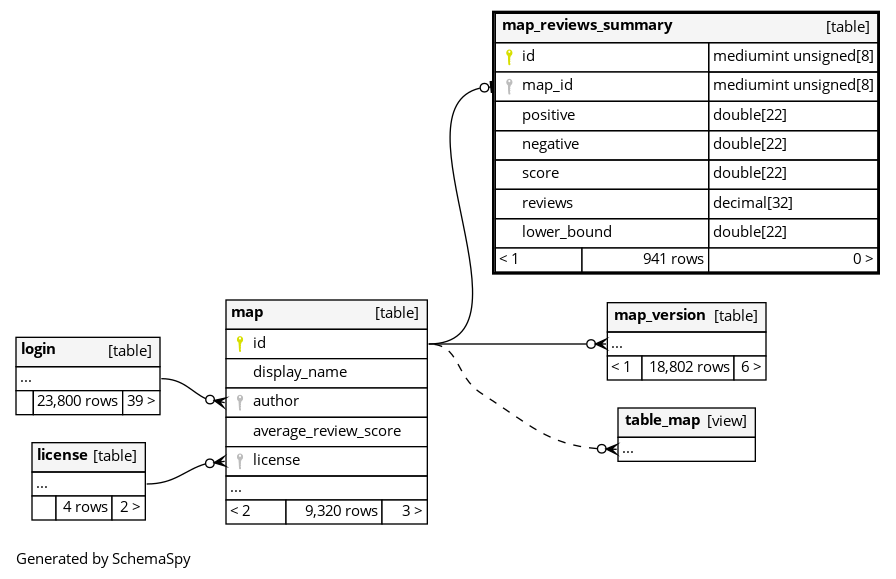 map_reviews_summary [table]
id mediumint unsigned[8]
map_id mediumint unsigned[8]
positive double[22]
negative double[22]
score double[22]
reviews decimal[32]
lower_bound double[22]
< 1 941 rows 0 >
map [table]
id
display_name
author
average_review_score
license
...
< 2 9,320 rows 3 >
map_version [table]
...
< 1 18,802 rows 6 >
login [table]
...
23,800 rows 39 >
table_map [view]
...
license [table]
...
4 rows 2 >
Generated by SchemaSpy